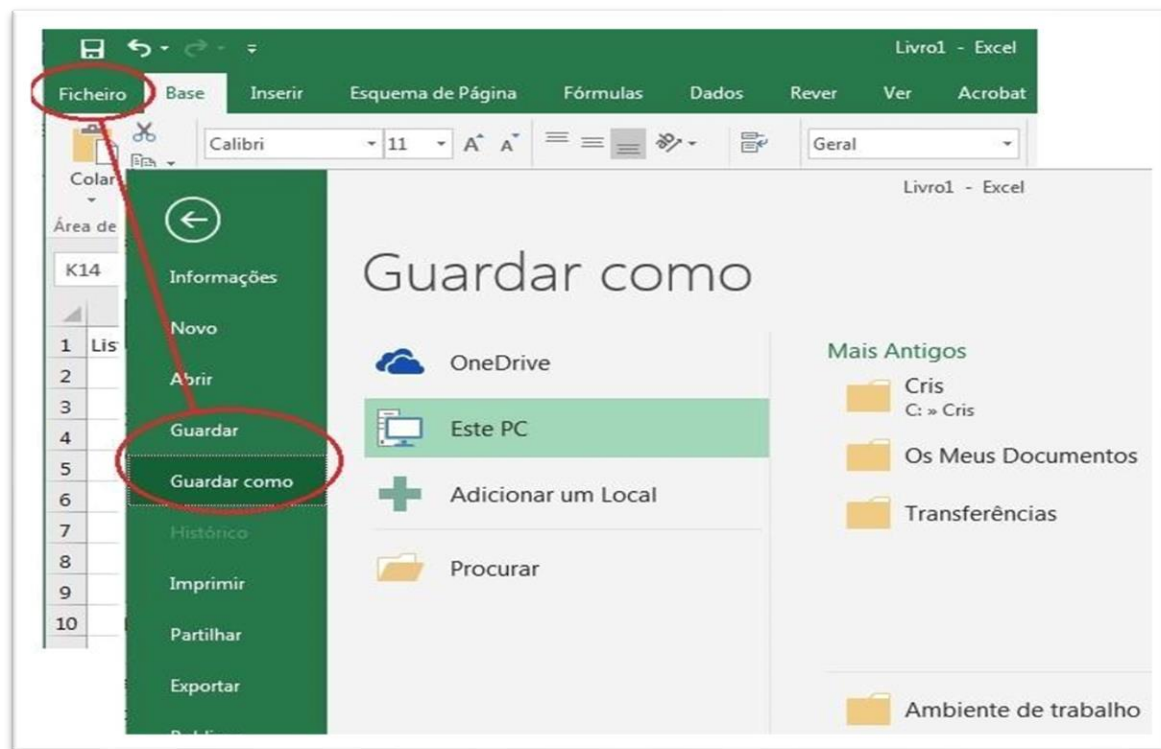 Livro1 - Excel
Ficheiro Base Inserir Esquema de Página Fórmulas Dados Rever Ver Acrobat
Calibri 11 A A Geral
Colar
Área de
K14
1 Lis
2
3
4
5
6
7
8
9
10
Livro1 - Excel
Informações
Novo
Abrir
Guardar
Guardar como
Histórico
Imprimir
Partilhar
Exportar
Guardar como
OneDrive
Este PC
Adicionar um Local
Procurar
Mais Antigos
Cris
C: » Cris
Os Meus Documentos
Transferências
Ambiente de trabalho